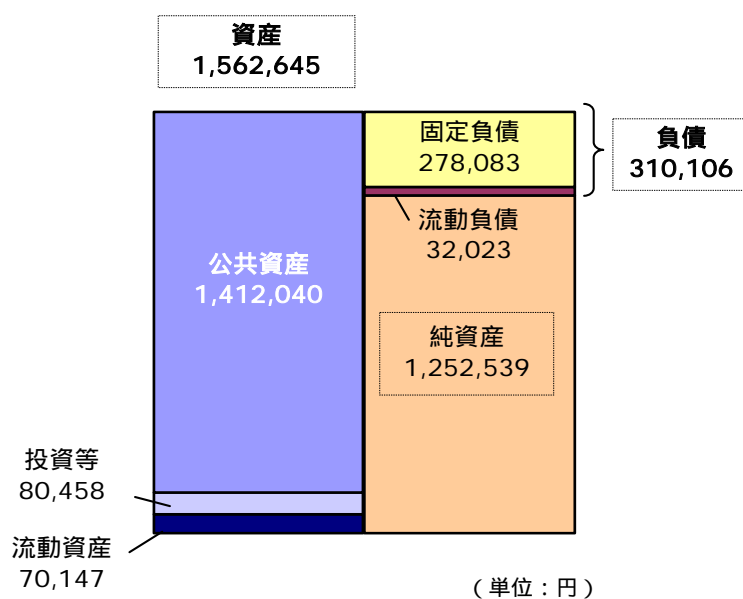 資産
1,562,645
固定負債
278,083
負債
310,106
流動負債
32,023
公共資産
1,412,040
純資産
1,252,539
投資等
80,458
流動資産
70,147
（単位：円）